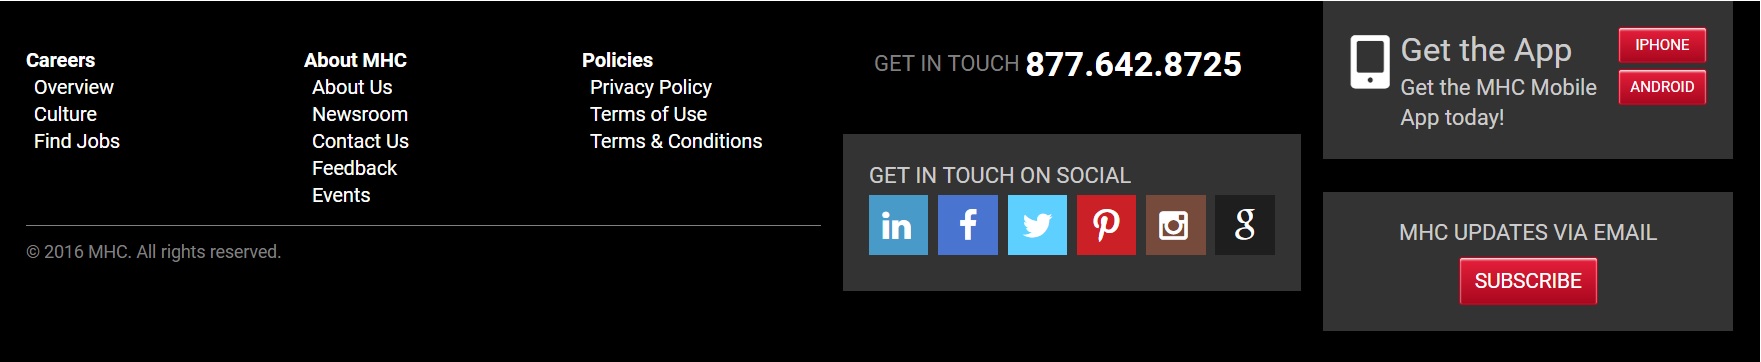 Careers
Overview
Culture
Find Jobs
About MHC
About Us
Newsroom
Contact Us
Feedback
Events
Policies
Privacy Policy
Terms of Use
Terms & Conditions
© 2016 MHC. All rights reserved.
GET IN TOUCH 877.642.8725
GET IN TOUCH ON SOCIAL
in f g
Get the App
Get the MHC Mobile
App today!
IPHONE
ANDROID
MHC UPDATES VIA EMAIL
SUBSCRIBE